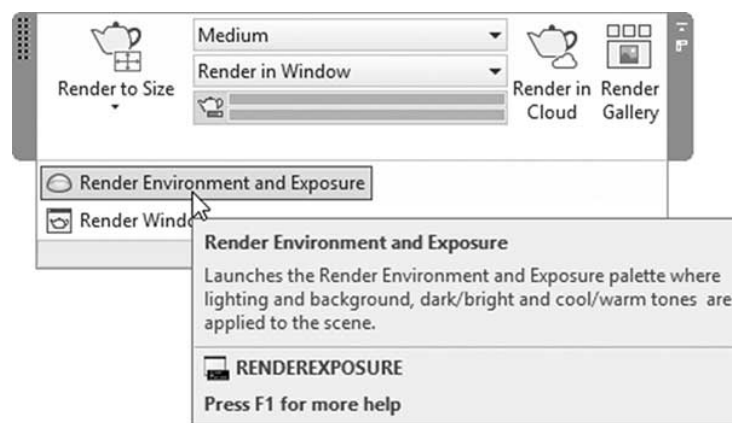 Medium
Render in Window
Render to Size
Render in
Cloud
Render
Gallery
Render Environment and Exposure
Render Wind
Render Environment and Exposure
Launches the Render Environment and Exposure palette where
lighting and background, dark/bright and cool/warm tones are
applied to the scene.
RENDEREXPOSURE
Press F1 for more help